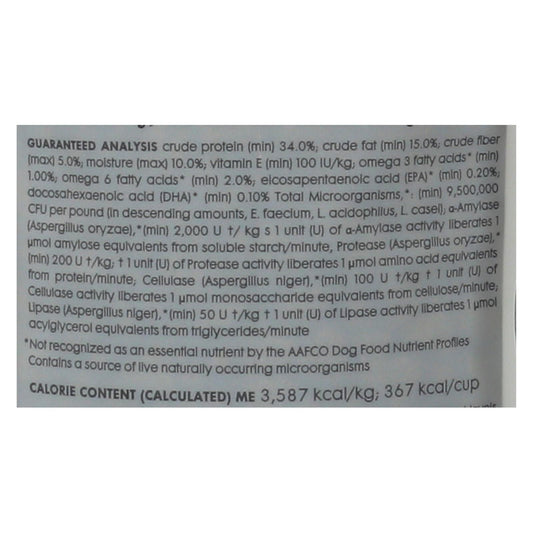 GUARANTEED ANALYSIS crude protein (min) 34.0%; crude fat (min) 15.0%; crude fiber
(max) 5.0%; moisture (max) 10.0%; vitamin E (min) 100 IU/kg; omega 3 fatty acids* (min)
1.00%; omega 6 fatty acids* (min) 2.0%; eicosapentaenoic acid (EPA)* (min) 0.20%;
docosahexaenoic acid (DHA)* (min) 0.10% Total Microorganisms,*: (min) 9,500,000
CFU per pound (in descending amounts, E. faecium, L. acidophilus, L. casei); α-Amylase
(Aspergillus oryzae),*(min) 2,000 U †/ kg s 1 unit (U) of α-Amylase activity liberates 1
µmol amylose equivalents from soluble starch/minute, Protease (Aspergillus oryzae),*
(min) 200 U †/kg; † 1 unit (U) of Protease activity liberates 1 µmol amino acid equivalents
from protein/minute; Cellulase (Aspergillus niger),*(min) 100 U †/kg † 1 unit (U) of
Cellulase activity liberates 1 µmol monosaccharide equivalents from cellulose/minute;
Lipase (Aspergillus niger),*(min) 50 U †/kg † 1 unit (U) of Lipase activity liberates 1 µmol
acylglycerol equivalents from triglycerides/minute
*Not recognized as an essential nutrient by the AAFCO Dog Food Nutrient Profiles
Contains a source of live naturally occurring microorganisms
CALORIE CONTENT (CALCULATED) ME 3,587 kcal/kg; 367 kcal/cup